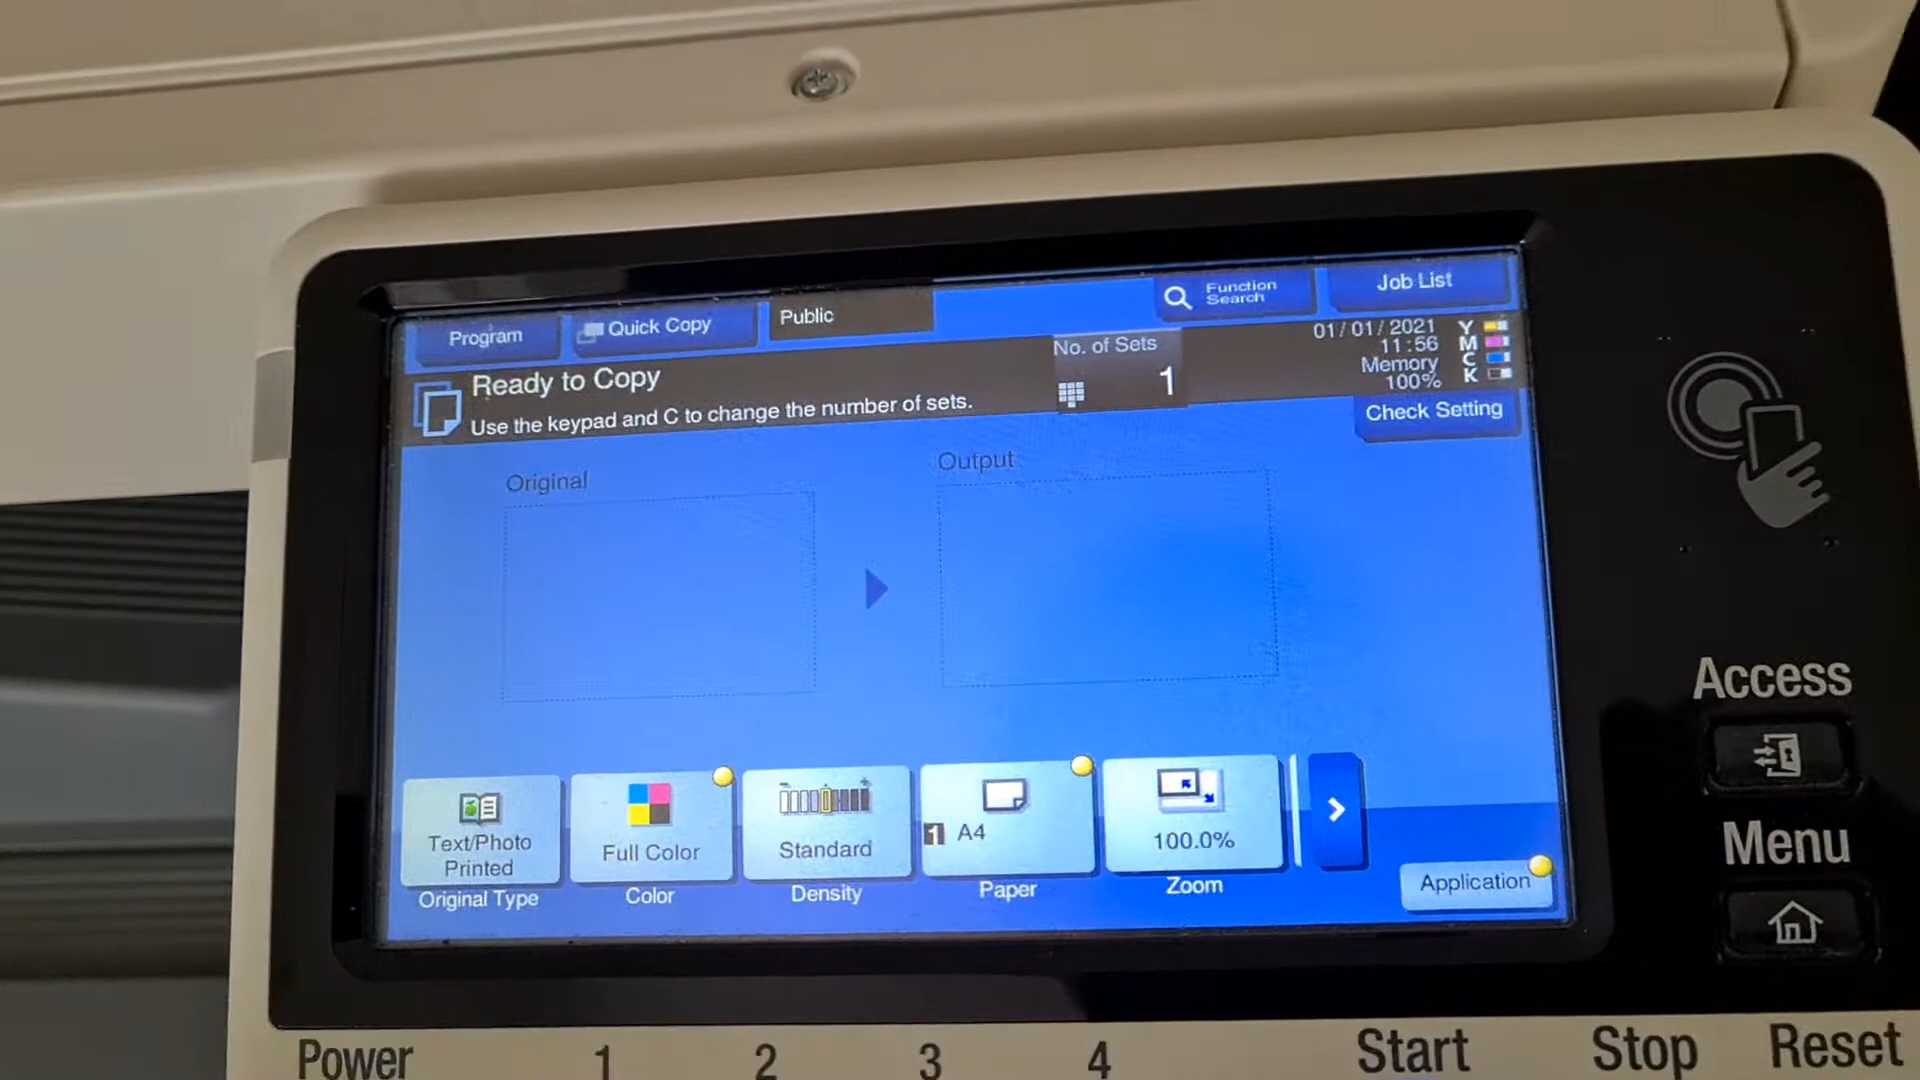 Program
Quick Copy
Public
Function
Search
Job List
Ready to Copy
Use the keypad and C to change the number of sets.
No. of Sets
1
01/01/2021
11:56
Memory
100%
Y
M
C
K
Check Setting
Original
Output
Text/Photo
Printed
Original Type
Full Color
Color
Standard
Density
1 A4
Paper
100.0%
Zoom
Application
Access
Menu
Power
1
2
3
4
Start
Stop
Reset